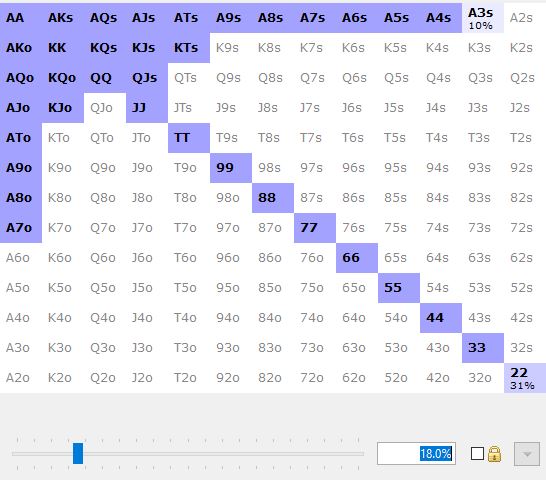 AA AKs AQs AJs ATs A9s A8s A7s A6s A5s A4s A3s A2s
10%
AKo KK KQs KJs KTs K9s K8s K7s K6s K5s K4s K3s K2s
AQo KQo QQ QJs QTs Q9s Q8s Q7s Q6s Q5s Q4s Q3s Q2s
AJo KJo QJo JJ JTs J9s J8s J7s J6s J5s J4s J3s J2s
ATo KTo QTo JTo TT T9s T8s T7s T6s T5s T4s T3s T2s
A9o K9o Q9o J9o T9o 99 98s 97s 96s 95s 94s 93s 92s
A8o K8o Q8o J8o T8o 98o 88 87s 86s 85s 84s 83s 82s
A7o K7o Q7o J7o T7o 97o 87o 77 76s 75s 74s 73s 72s
A6o K6o Q6o J6o T6o 96o 86o 76o 66 65s 64s 63s 62s
A5o K5o Q5o J5o T5o 95o 85o 75o 65o 55 54s 53s 52s
A4o K4o Q4o J4o T4o 94o 84o 74o 64o 54o 44 43s 42s
A3o K3o Q3o J3o T3o 93o 83o 73o 63o 53o 43o 33 32s
A2o K2o Q2o J2o T2o 92o 82o 72o 62o 52o 42o 32o 22
31%
18.0%